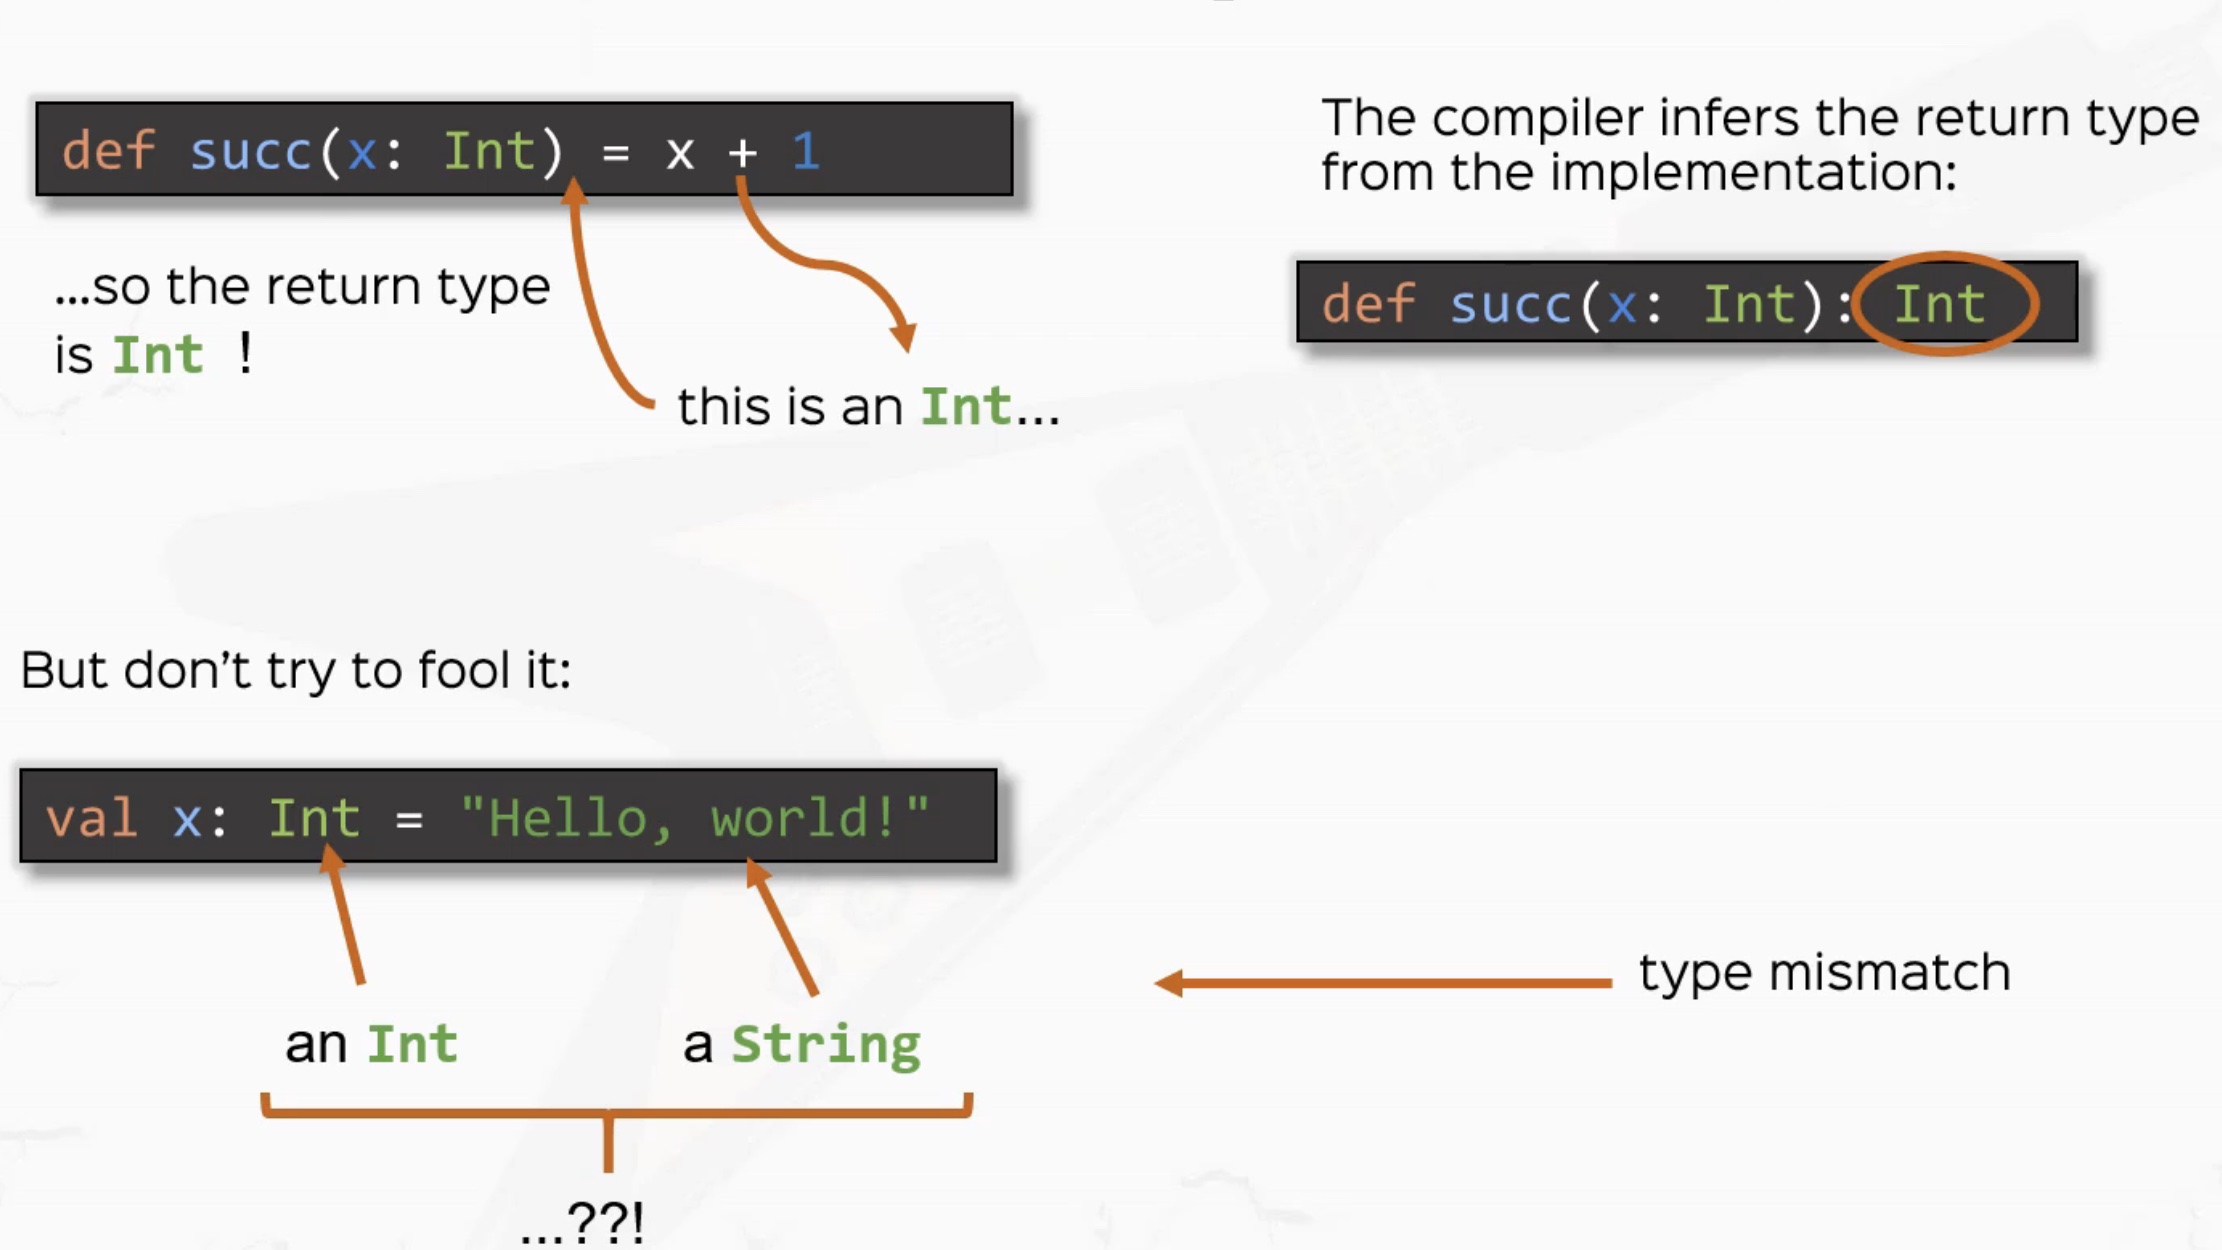 def succ(x: Int) = x + 1
The compiler infers the return type
from the implementation:
...so the return type
is Int !
def succ(x: Int): Int
this is an Int...
But don't try to fool it:
val x: Int = "Hello, world!"
type mismatch
an Int
a String
...??!